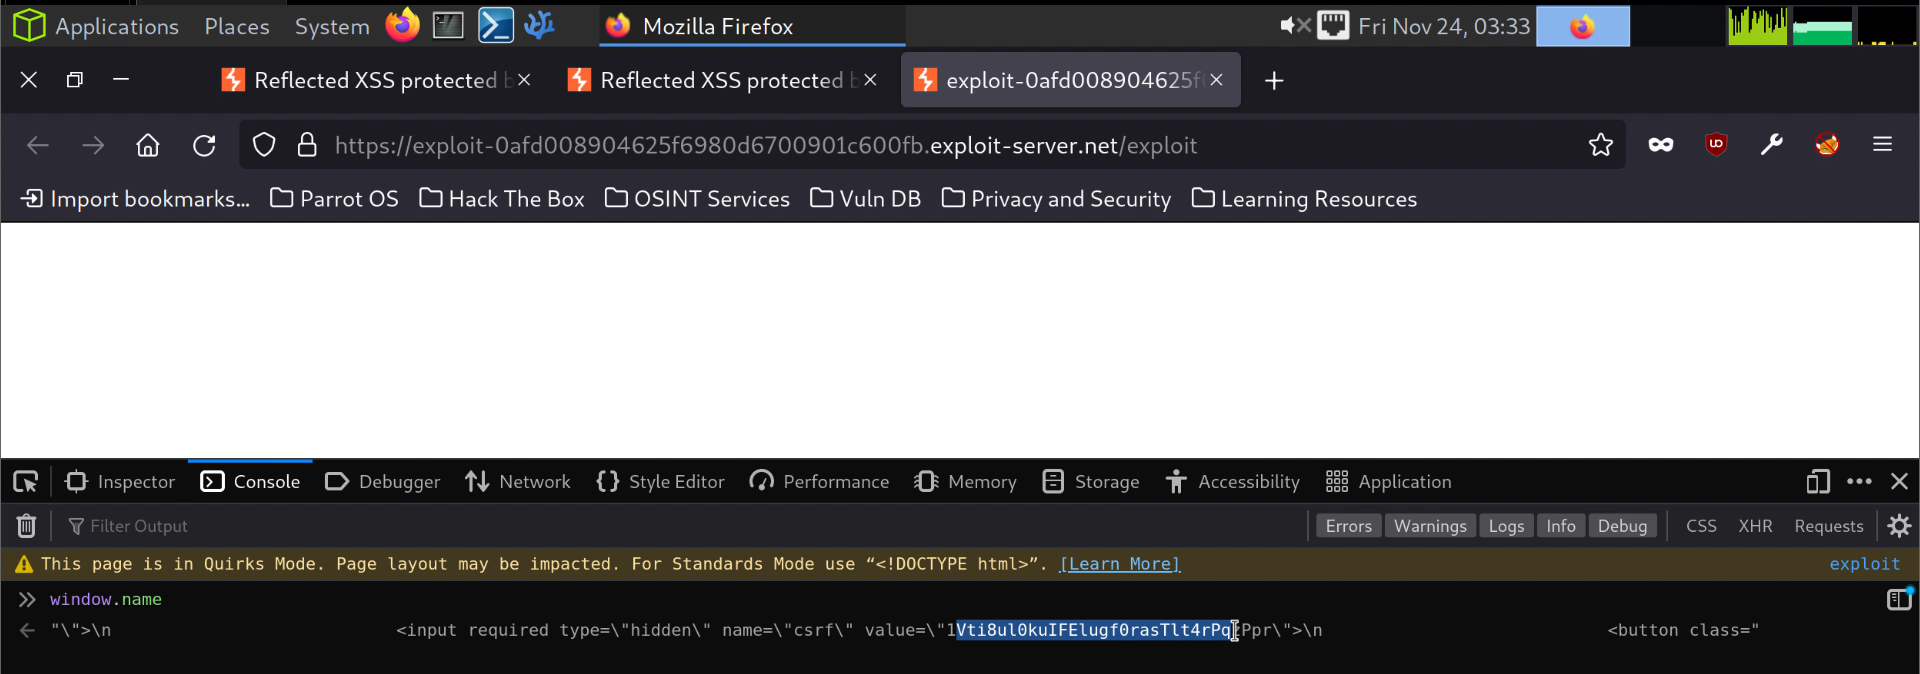 Applications Places System Mozilla Firefox Fri Nov 24, 03:33
Reflected XSS protected b Reflected XSS protected b exploit-0afd008904625f
https://exploit-0afd008904625f6980d6700901c600fb.exploit-server.net/exploit
Import bookmarks... Parrot OS Hack The Box OSINT Services Vuln DB Privacy and Security Learning Resources
Inspector Console Debugger Network Style Editor Performance Memory Storage Accessibility Application
Filter Output Errors Warnings Logs Info Debug CSS XHR Requests
This page is in Quirks Mode. Page layout may be impacted. For Standards Mode use “<!DOCTYPE html>”. [Learn More] exploit
window.name
"\">\n <input required type=\"hidden\" name=\"csrf\" value=\" >\n <button class="